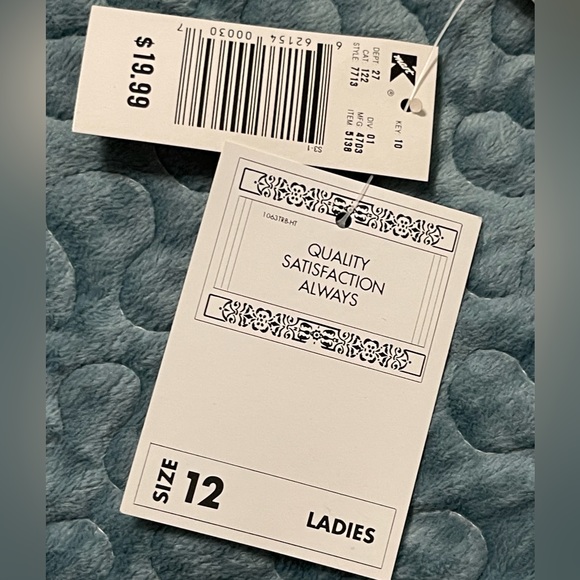 $19.99
6 62154 00030 7
S3-1
DEPT 27
CAT 122
STYLE 7713
DIV 01
MFG 4703
ITEM 5138
KEY: 10
K
mart
®
1063TRB-HT
QUALITY
SATISFACTION
ALWAYS
SIZE 12
LADIES